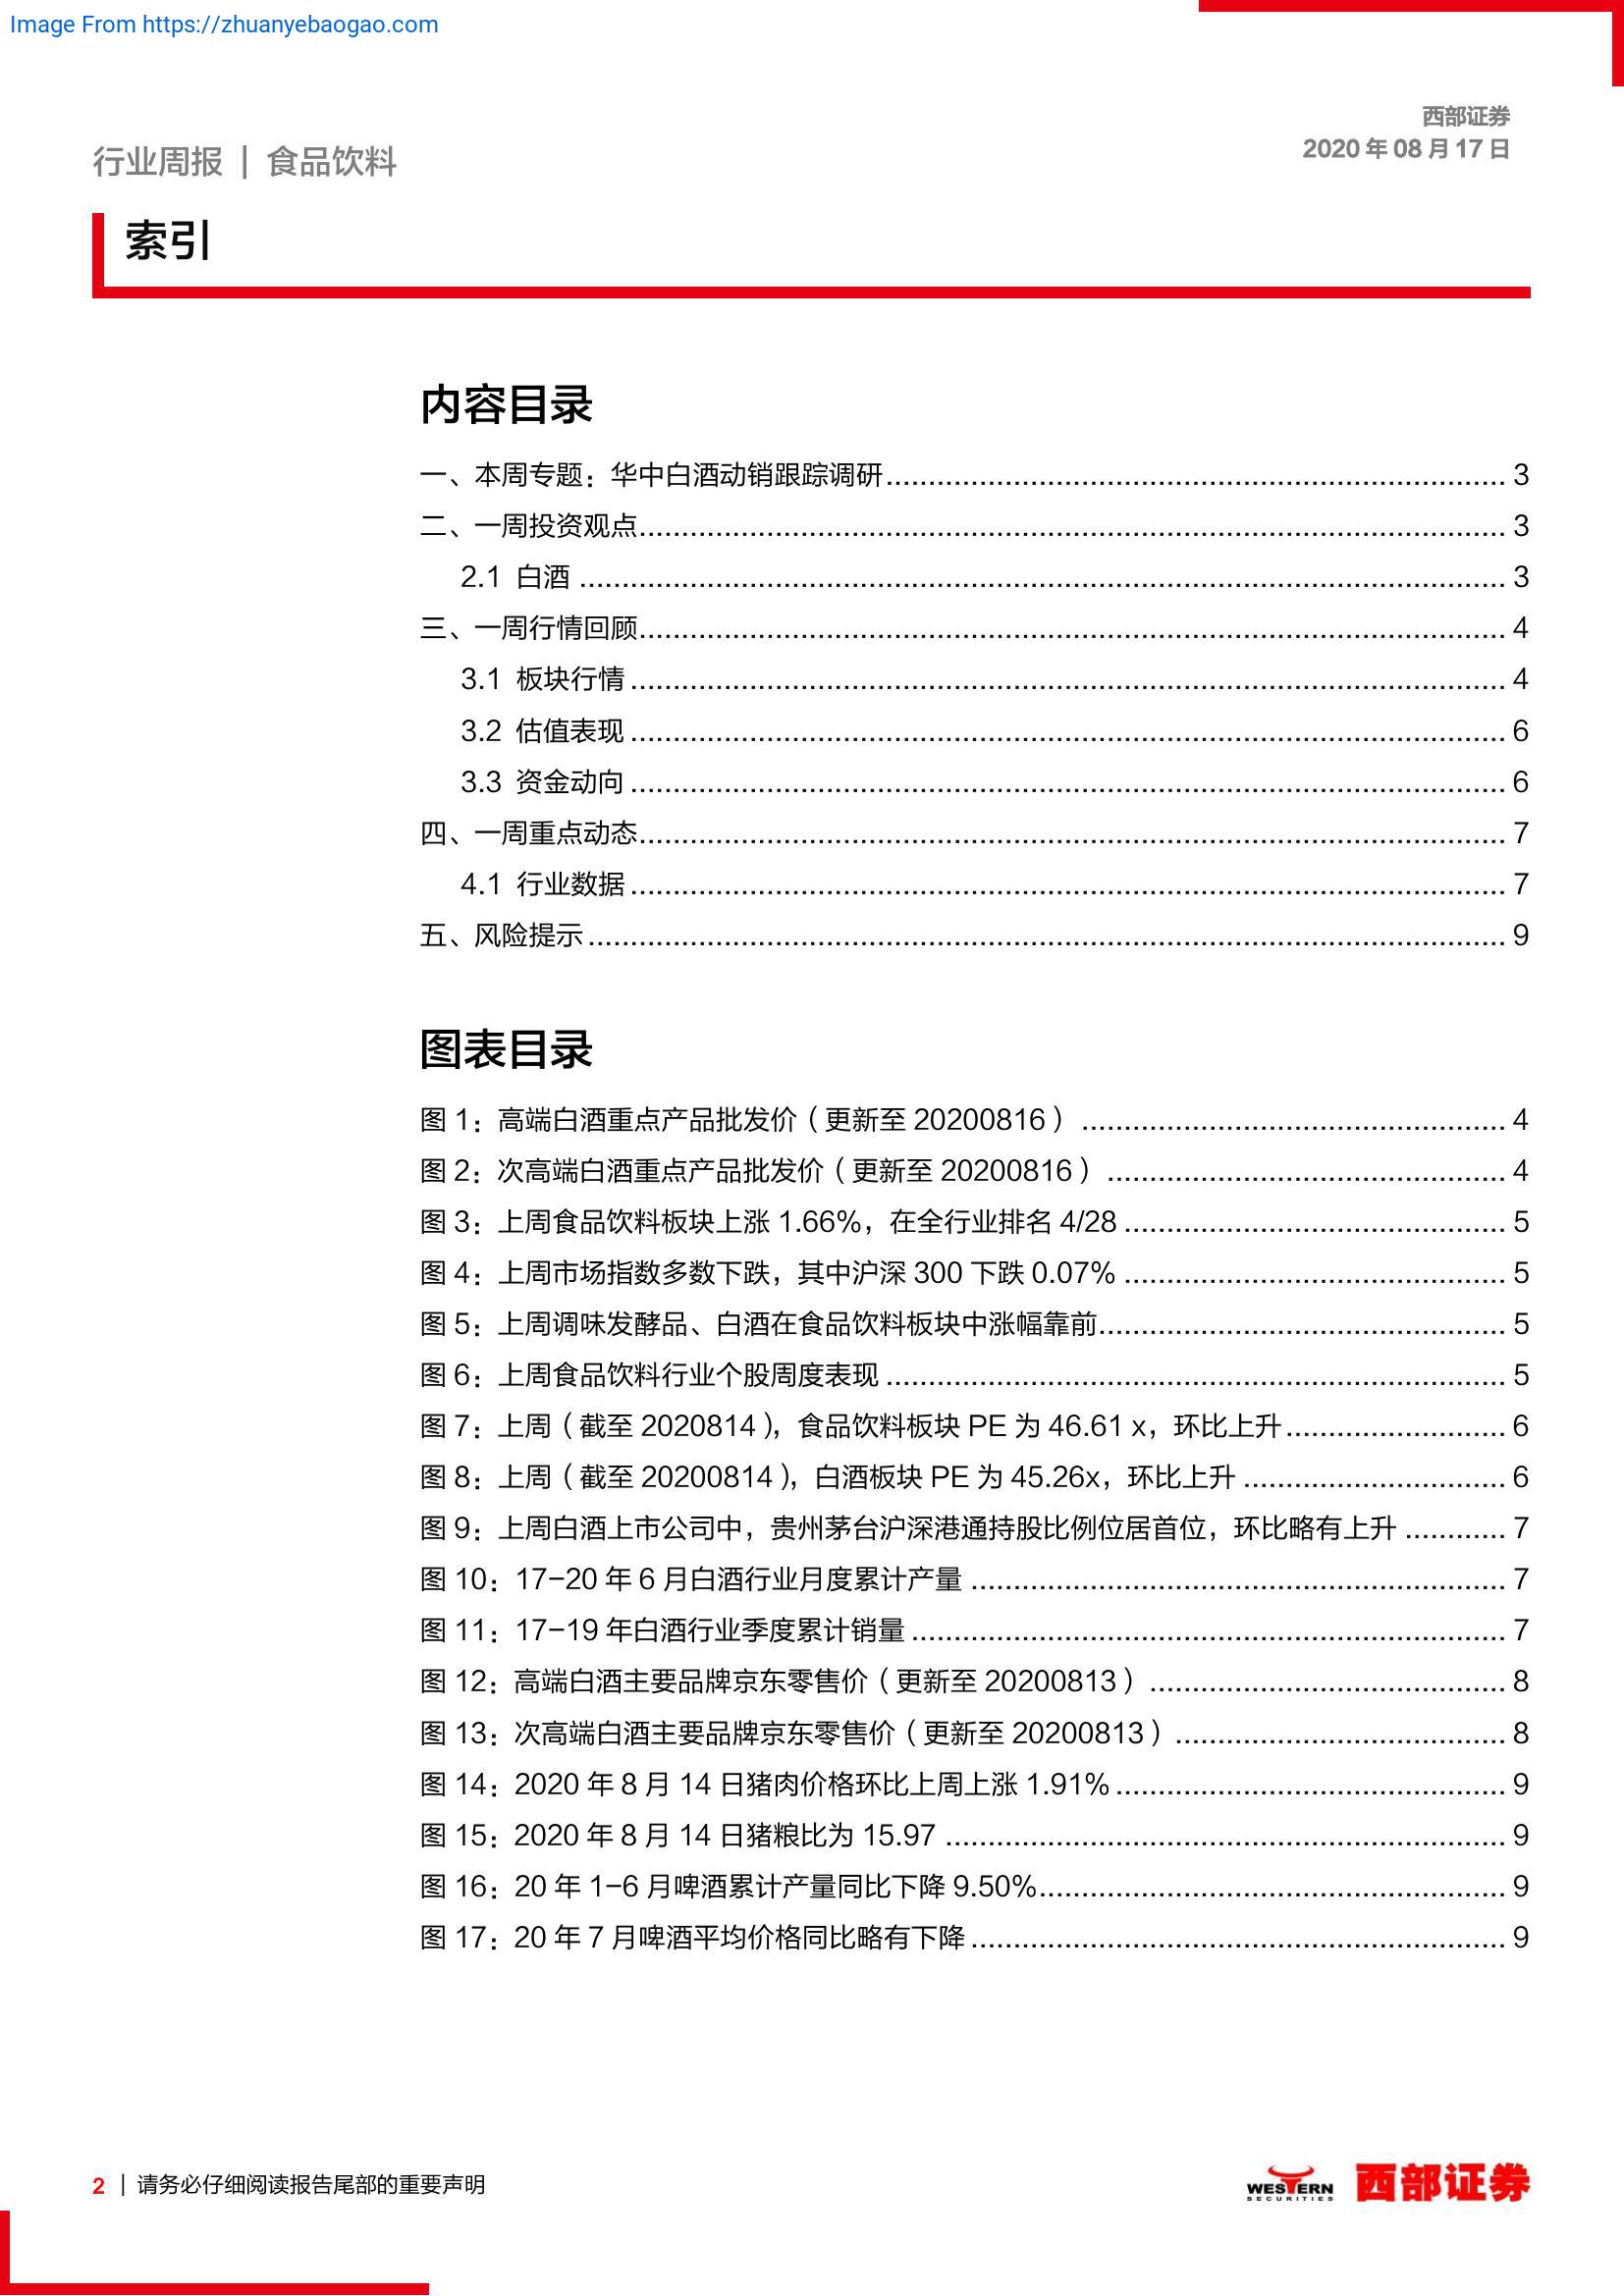 Image From https://zhuanyebaogao.com
西部证券
2020 年 08 月 17 日
行业周报 | 食品饮料
索引
内容目录
一、本周专题：华中白酒动销跟踪调研 3
二、一周投资观点 3
2.1 白酒 3
三、一周行情回顾 4
3.1 板块行情 4
3.2 估值表现 6
3.3 资金动向 6
四、一周重点动态 7
4.1 行业数据 7
五、风险提示 9
图表目录
图 1：高端白酒重点产品批发价（更新至 20200816） 4
图 2：次高端白酒重点产品批发价（更新至 20200816） 4
图 3：上周食品饮料板块上涨 1.66%，在全行业排名 4/28 5
图 4：上周市场指数多数下跌，其中沪深 300 下跌 0.07% 5
图 5：上周调味发酵品、白酒在食品饮料板块中涨幅靠前 5
图 6：上周食品饮料行业个股周度表现 5
图 7：上周（截至 2020814），食品饮料板块 PE 为 46.61 x，环比上升 6
图 8：上周（截至 20200814），白酒板块 PE 为 45.26x，环比上升 6
图 9：上周白酒上市公司中，贵州茅台沪深港通持股比例位居首位，环比略有上升 7
图 10：17-20 年 6 月白酒行业月度累计产量 7
图 11：17-19 年白酒行业季度累计销量 7
图 12：高端白酒主要品牌京东零售价（更新至 20200813） 8
图 13：次高端白酒主要品牌京东零售价（更新至 20200813） 8
图 14：2020 年 8 月 14 日猪肉价格环比上周上涨 1.91% 9
图 15：2020 年 8 月 14 日猪粮比为 15.97 9
图 16：20 年 1-6 月啤酒累计产量同比下降 9.50% 9
图 17：20 年 7 月啤酒平均价格同比略有下降 9
2 | 请务必仔细阅读报告尾部的重要声明
WESTERN
SECURITIES
西部证券